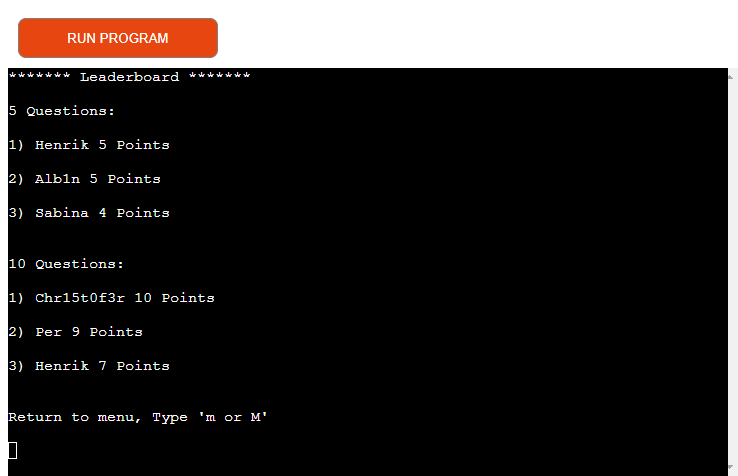 RUN PROGRAM
******* Leaderboard *******
5 Questions:
1) Henrik 5 Points
2) Alb1n 5 Points
3) Sabina 4 Points
10 Questions:
1) Chr15t0f3r 10 Points
2) Per 9 Points
3) Henrik 7 Points
Return to menu, Type 'm or M'